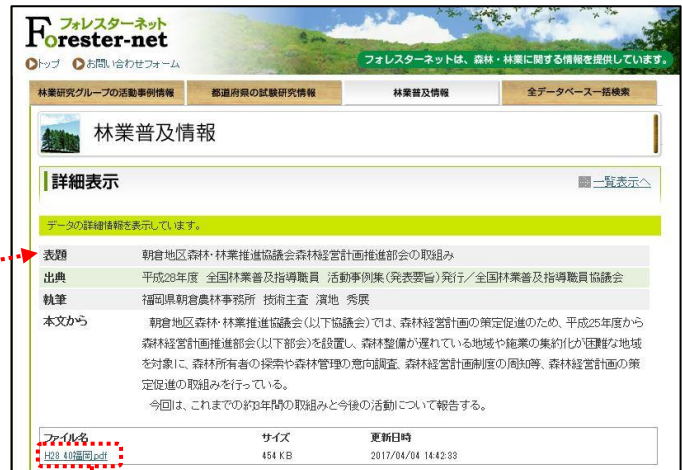 フォレスターネット
Forester-net
トップ お問い合わせフォーム
フォレスターネットは、森林・林業に関する情報を提供しています。
林業研究グループの活動事例情報 都道府県の試験研究情報 林業普及情報 全データベース一括検索
林業普及情報
詳細表示
一覧表示へ
データの詳細情報を表示しています。
表題 朝倉地区森林・林業推進協議会森林経営計画推進部会の取組み
出典 平成28年度 全国林業普及指導職員 活動事例集(発表要旨)発行／全国林業普及指導職員協議会
執筆 福岡県朝倉農林事務所 技術主査 濱地 秀展
本文から 朝倉地区森林・林業推進協議会(以下協議会)では、森林経営計画の策定促進のため、平成25年度から
森林経営計画推進部会(以下部会)を設置し、森林整備が遅れている地域や施業の集約化が困難な地域
を対象に、森林所有者の探索や森林管理の意向調査、森林経営計画制度の周知等、森林経営計画の策
定促進の取組みを行っている。
今回は、これまでの約3年間の取組みと今後の活動について報告する。
ファイル名 サイズ 更新日時
H28 40福岡.pdf 454 KB 2017/04/04 14:42:33